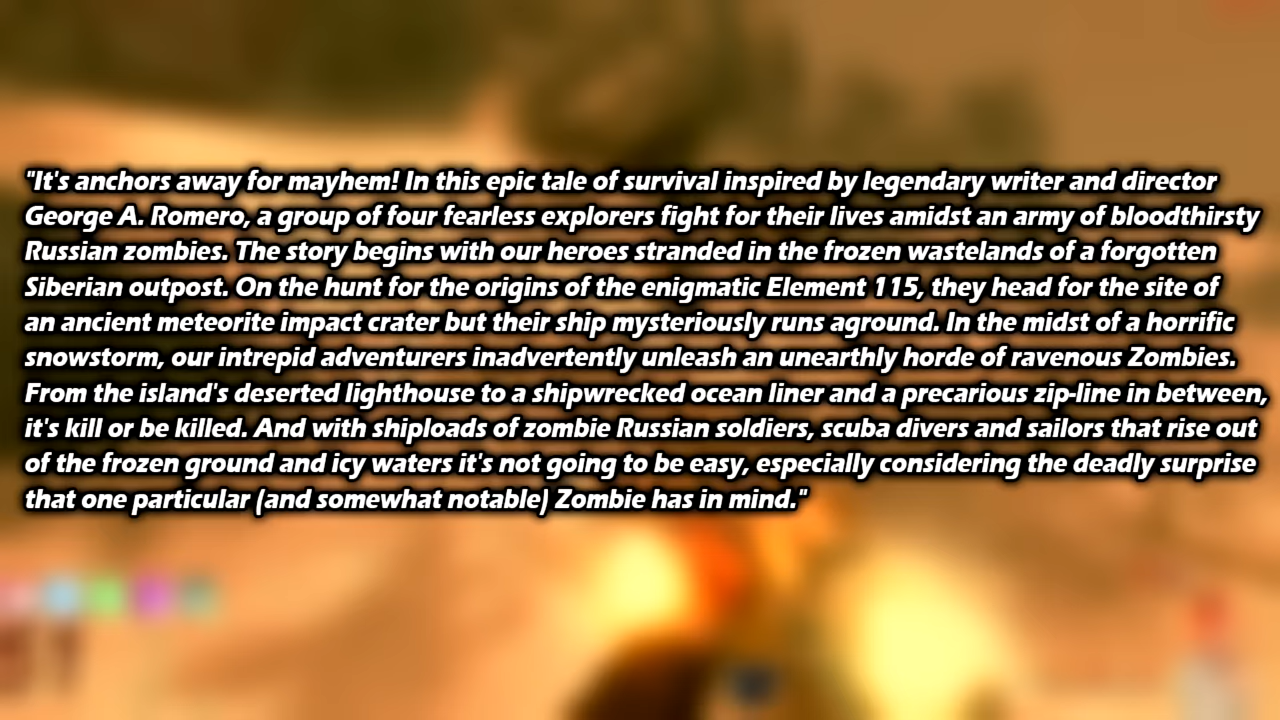 "It's anchors away for mayhem! In this epic tale of survival inspired by legendary writer and director
George A. Romero, a group of four fearless explorers fight for their lives amidst an army of bloodthirsty
Russian zombies. The story begins with our heroes stranded in the frozen wastelands of a forgotten
Siberian outpost. On the hunt for the origins of the enigmatic Element 115, they head for the site of
an ancient meteorite impact crater but their ship mysteriously runs aground. In the midst of a horrific
snowstorm, our intrepid adventurers inadvertently unleash an unearthly horde of ravenous Zombies.
From the island's deserted lighthouse to a shipwrecked ocean liner and a precarious zip-line in between,
it's kill or be killed. And with shiploads of zombie Russian soldiers, scuba divers and sailors that rise out
of the frozen ground and icy waters it's not going to be easy, especially considering the deadly surprise
that one particular (and somewhat notable) Zombie has in mind."